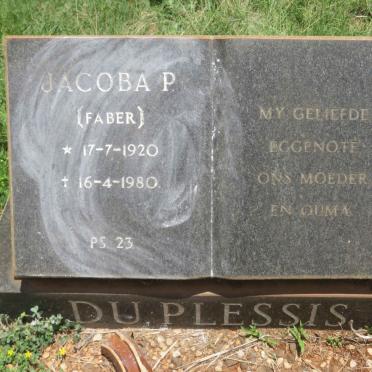 JACOBA P.
(FABER)
* 17-7-1920
† 16-4-1980
PS. 23
MY GELIEFDE
EGGENOTE
ONS MOEDER
EN OUMA
DU PLESSIS